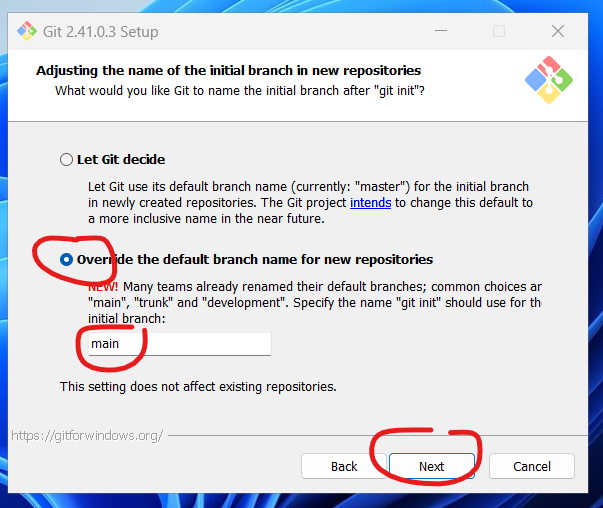 Git 2.41.0.3 Setup
Adjusting the name of the initial branch in new repositories
What would you like Git to name the initial branch after "git init"?
Let Git decide
Let Git use its default branch name (currently: "master") for the initial branch
in newly created repositories. The Git project intends to change this default to
a more inclusive name in the near future.
Override the default branch name for new repositories
NEW! Many teams already renamed their default branches; common choices ar
"main", "trunk" and "development". Specify the name "git init" should use for th
initial branch:
main
This setting does not affect existing repositories.
https://gitforwindows.org/
Back
Next
Cancel